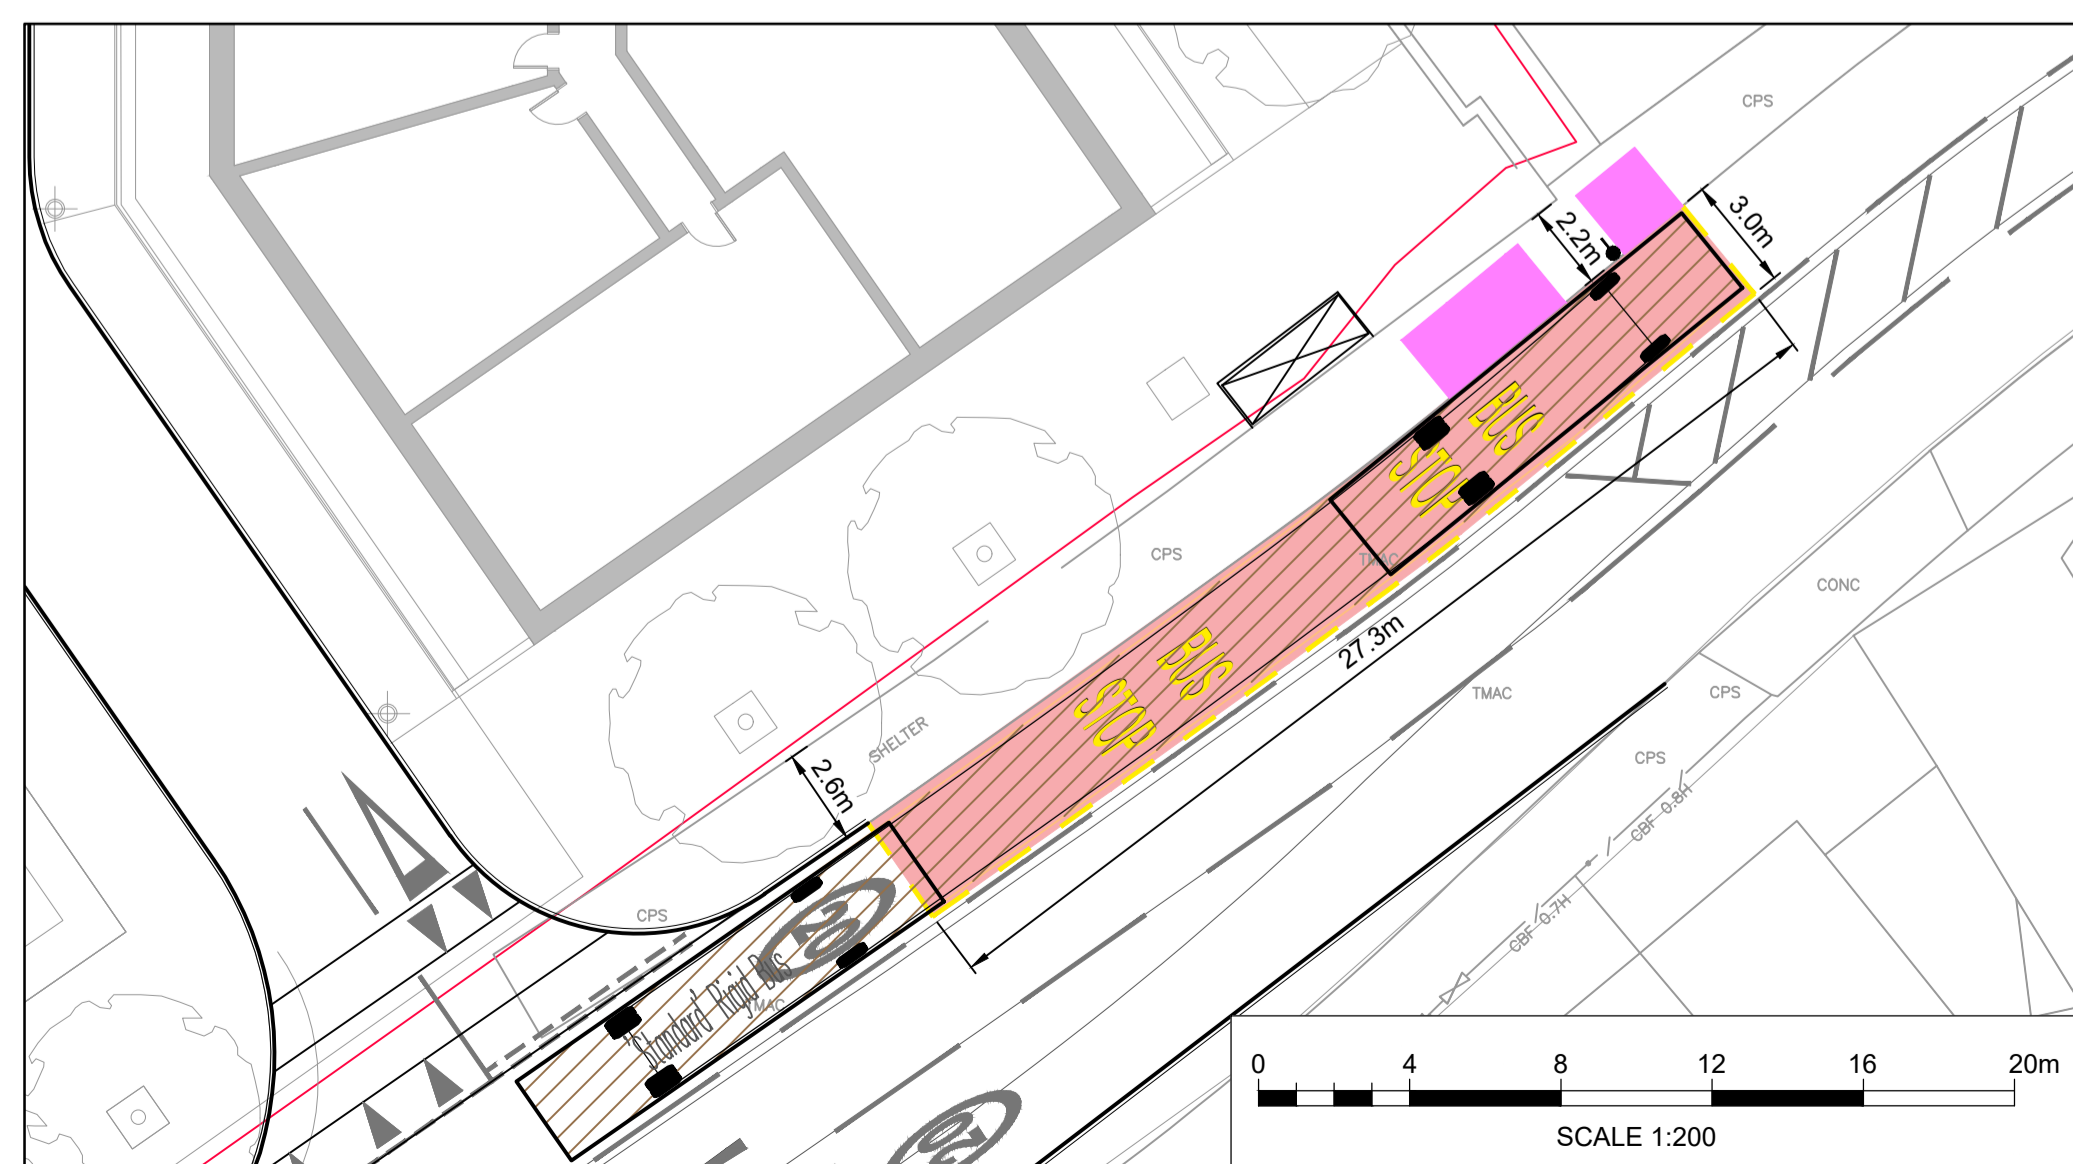 CPS
3.0m
2.2m
BUS
STOP
CPS
TMAC
CONC
27.3m
BUS
STOP
TMAC
CPS
SHELTER
CPS
2.6m
CBF 0.8H
20
CPS
CBF 0.7H
'Standard' Rigid Bus
TMAC
0 4 8 12 16 20m
SCALE 1:200
20